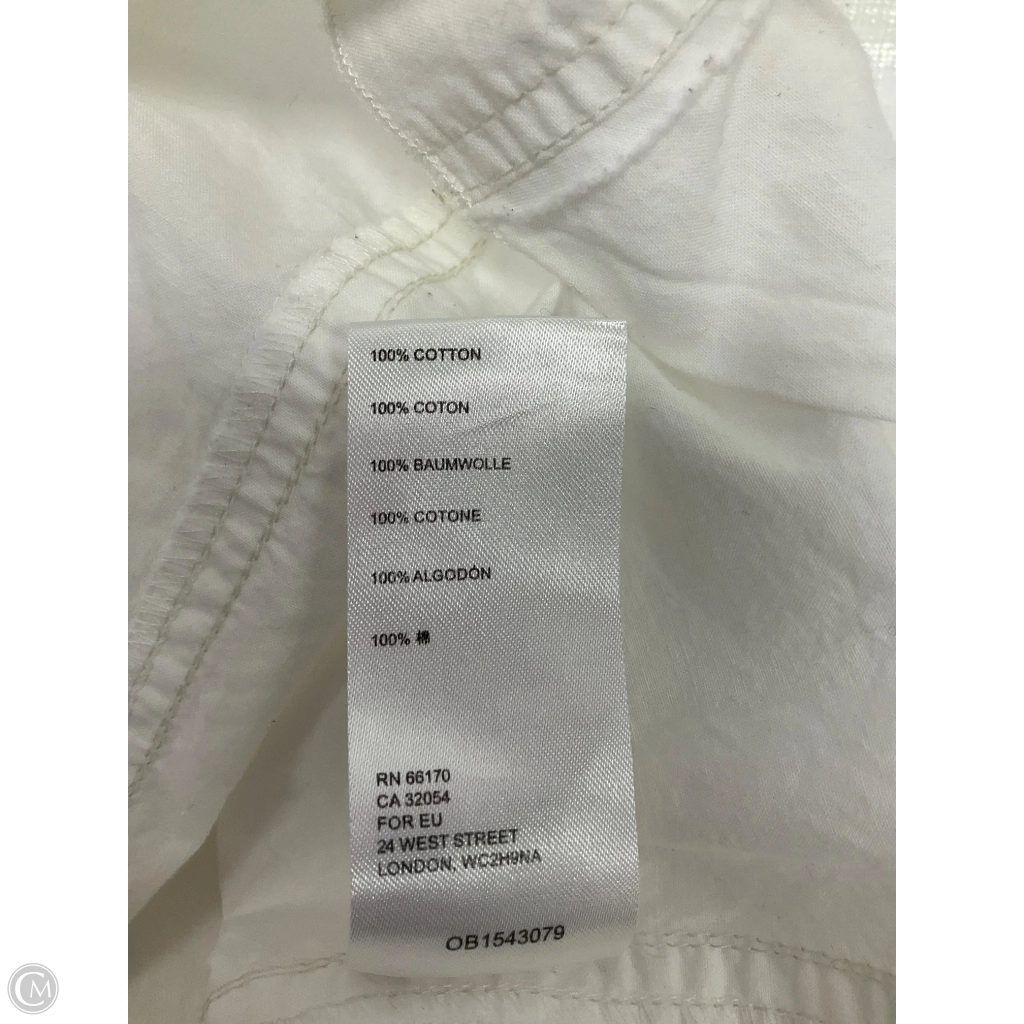 100% COTTON
100% COTON
100% BAUMWOLLE
100% COTONE
100% ALGODÓN
100% 棉
RN 66170
CA 32054
FOR EU
24 WEST STREET
LONDON, WC2H9NA
OB1543079
CM